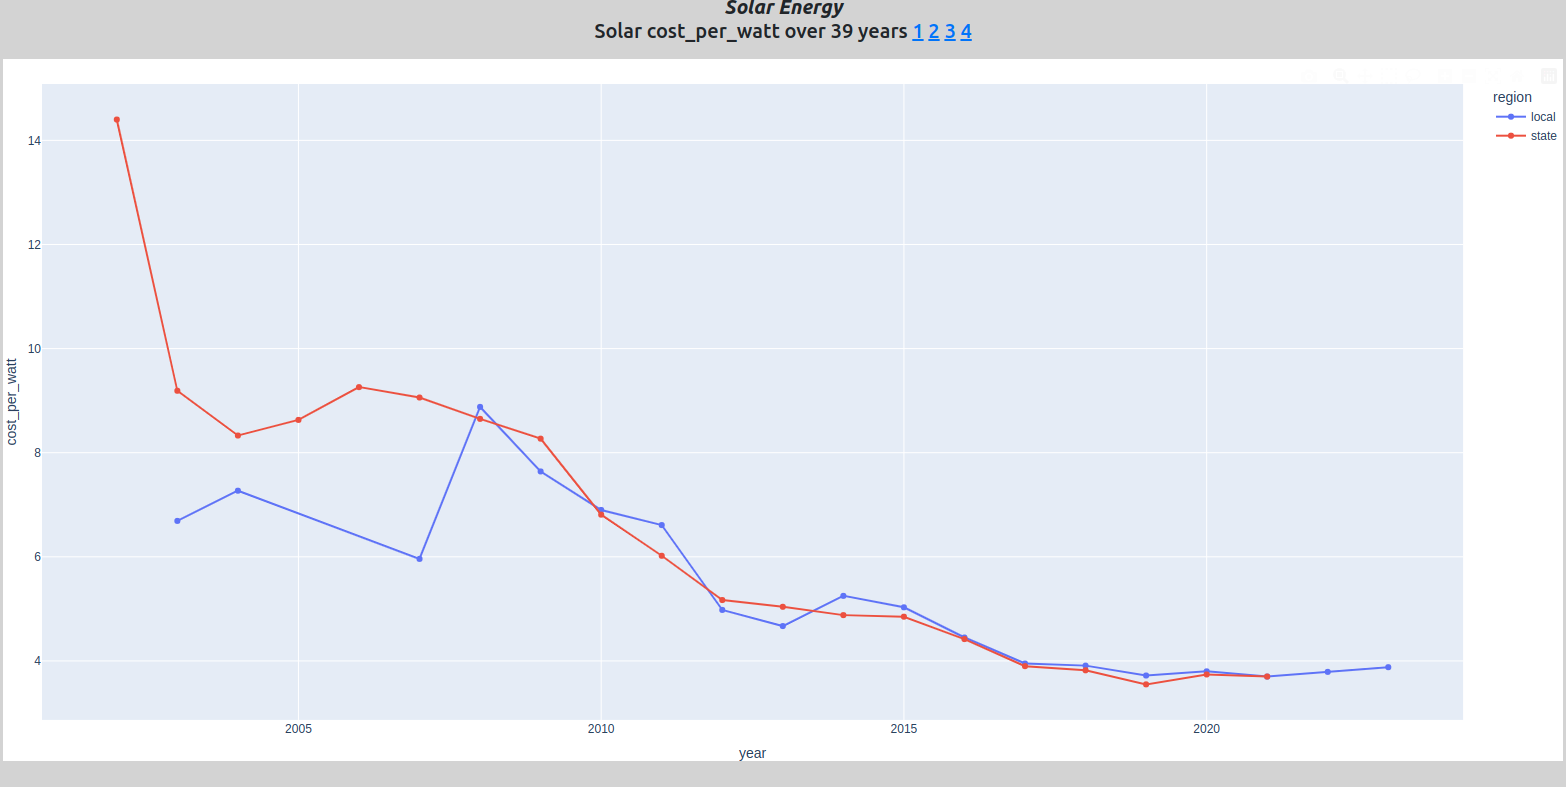 Solar Energy
Solar cost_per_watt over 39 years 1 2 3 4
region
local
state
14
12
10
8
6
4
cost_per_watt
2005
2010
2015
2020
year